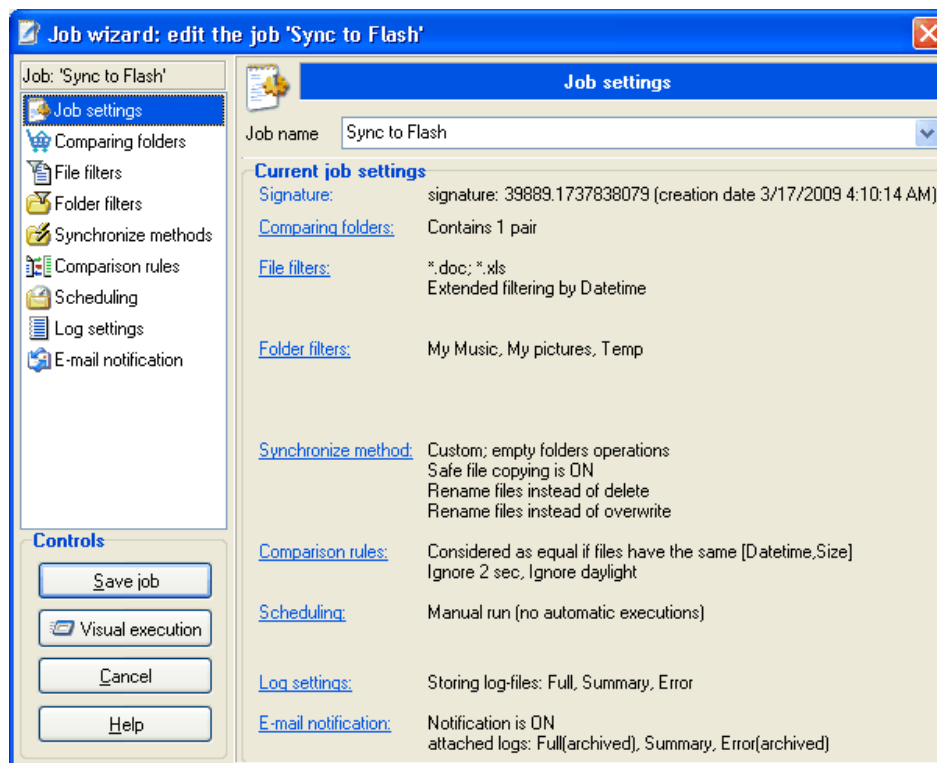 Job wizard: edit the job 'Sync to Flash'
Job: 'Sync to Flash'
Job settings
Comparing folders
File filters
Folder filters
Synchronize methods
Comparison rules
Scheduling
Log settings
E-mail notification
Controls
Save job
Visual execution
Cancel
Help
Job settings
Job name Sync to Flash
Current job settings
Signature: signature: 39889.1737838079 (creation date 3/17/2009 4:10:14 AM)
Comparing folders: Contains 1 pair
File filters: *.doc; *.xls
Extended filtering by Datetime
Folder filters: My Music, My pictures, Temp
Synchronize method: Custom; empty folders operations
Safe file copying is ON
Rename files instead of delete
Rename files instead of overwrite
Comparison rules: Considered as equal if files have the same [Datetime,Size]
Ignore 2 sec, Ignore daylight
Scheduling: Manual run (no automatic executions)
Log settings: Storing log-files: Full, Summary, Error
E-mail notification: Notification is ON
attached logs: Full(archived), Summary, Error(archived)